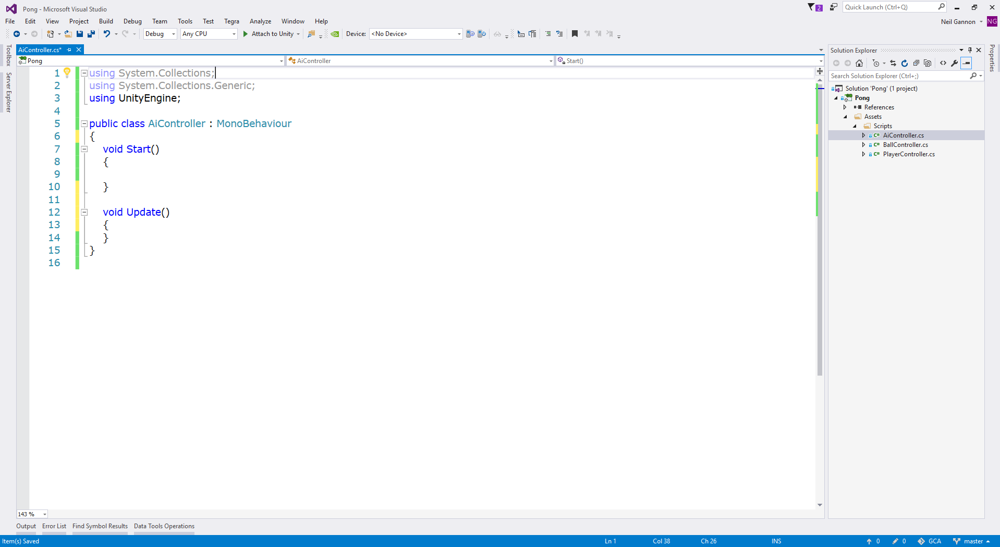 Pong - Microsoft Visual Studio
2
Quick Launch (Ctrl+Q)
File Edit View Project Build Debug Team Tools Test Tegra Analyze Window Help
Neil Gannon NG
Debug Any CPU Attach to Unity Device: <No Device>
Toolbox
Server Explorer
AiController.cs*
Pong AiController Start()
1 using System.Collections;
2 using System.Collections.Generic;
3 using UnityEngine;
4
5 public class AiController : MonoBehaviour
6 {
7 void Start()
8 {
9
10 }
11
12 void Update()
13 {
14 }
15 }
16
143 %
Solution Explorer
Search Solution Explorer (Ctrl+;)
Solution 'Pong' (1 project)
Pong
References
Assets
Scripts
C# AiController.cs
C# BallController.cs
C# PlayerController.cs
Properties
Output Error List Find Symbol Results Data Tools Operations
Item(s) Saved Ln 1 Col 38 Ch 26 INS 0 0 GCA master